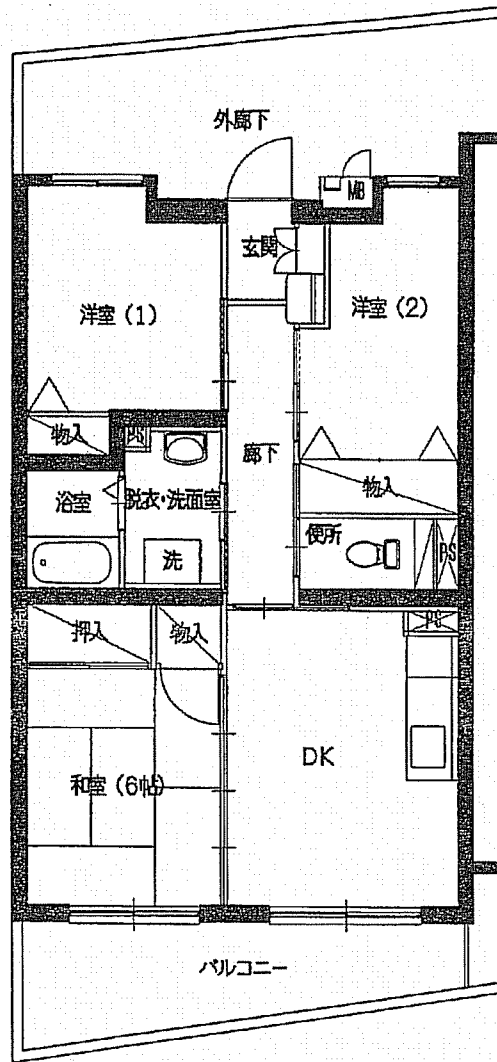 外廊下
MB
玄関
洋室(1)
洋室(2)
物入
PS
廊下
物入
浴室
脱衣・洗面室
便所
PS
洗
押入
物入
PS
DK
和室(6帖)
バルコニー